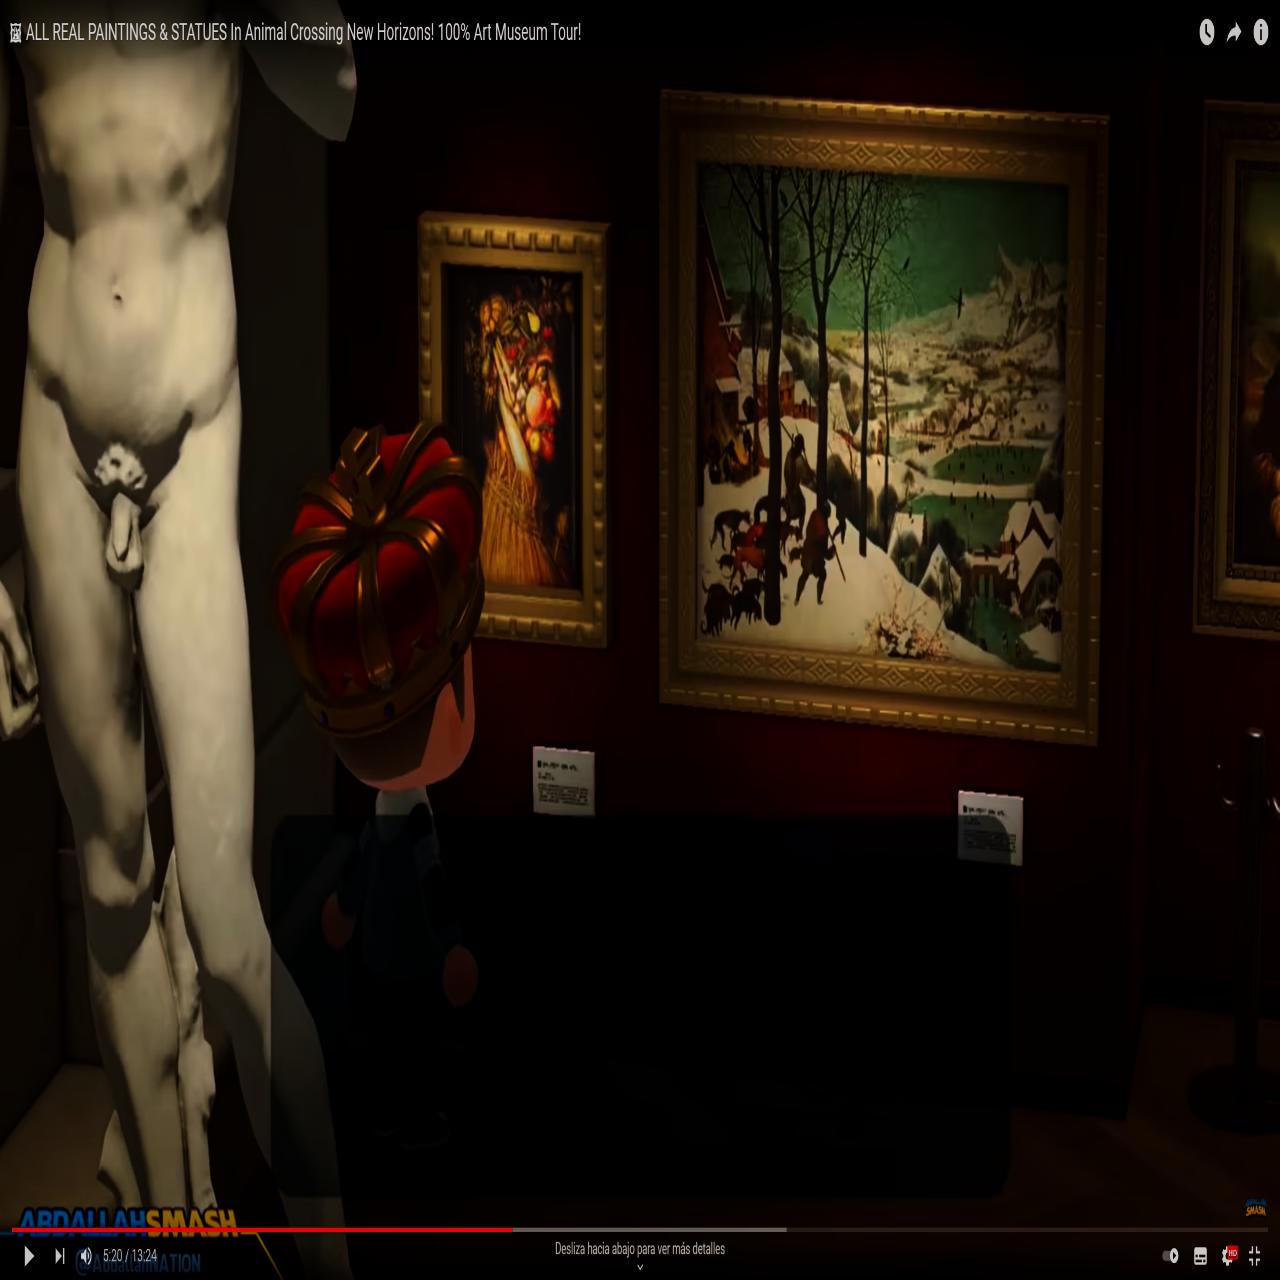 ALL REAL PAINTINGS & STATUES In Animal Crossing New Horizons! 100% Art Museum Tour!
ABDALLAHSMASH
@AbdallahNATION
SMASH
5:20 / 13:24
Desliza hacia abajo para ver más detalles
HD